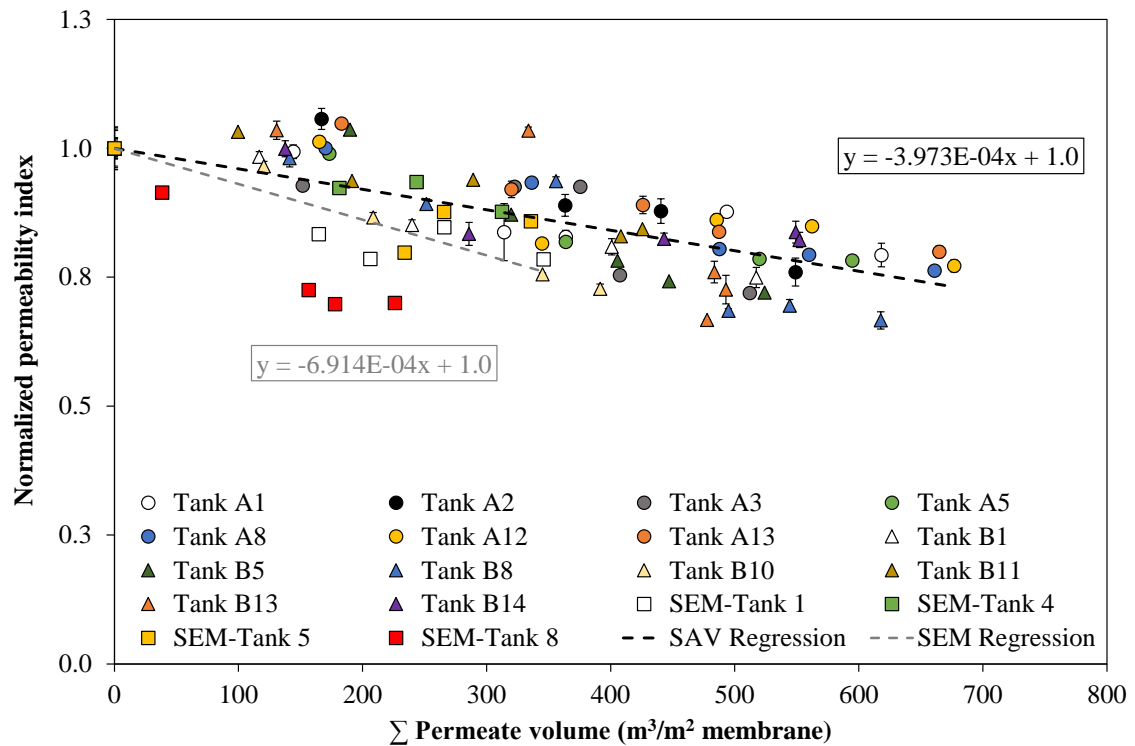 1.3
1.0
0.8
0.5
0.3
0.0
Normalized permeability index
y = -3.973E-04x + 1.0
y = -6.914E-04x + 1.0
Tank A1 Tank A2 Tank A3 Tank A5
Tank A8 Tank A12 Tank A13 Tank B1
Tank B5 Tank B8 Tank B10 Tank B11
Tank B13 Tank B14 SEM-Tank 1 SEM-Tank 4
SEM-Tank 5 SEM-Tank 8 SAV Regression SEM Regression
0 100 200 300 400 500 600 700 800
∑ Permeate volume (m³/m² membrane)